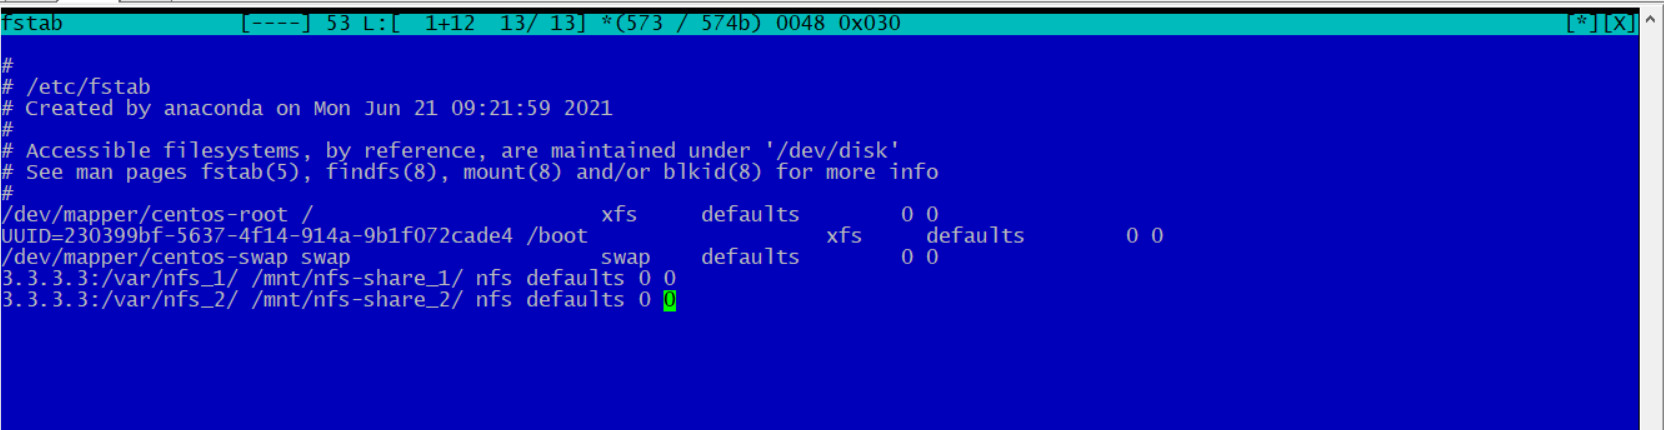 fstab [----] 53 L:[ 1+12 13/ 13] *(573 / 574b) 0048 0x030 [*][X]
#
# /etc/fstab
# Created by anaconda on Mon Jun 21 09:21:59 2021
#
# Accessible filesystems, by reference, are maintained under '/dev/disk'
# See man pages fstab(5), findfs(8), mount(8) and/or blkid(8) for more info
#
/dev/mapper/centos-root / xfs defaults 0 0
UUID=230399bf-5637-4f14-914a-9b1f072cade4 /boot xfs defaults 0 0
/dev/mapper/centos-swap swap swap defaults 0 0
3.3.3.3:/var/nfs_1/ /mnt/nfs-share_1/ nfs defaults 0 0
3.3.3.3:/var/nfs_2/ /mnt/nfs-share_2/ nfs defaults 0 0